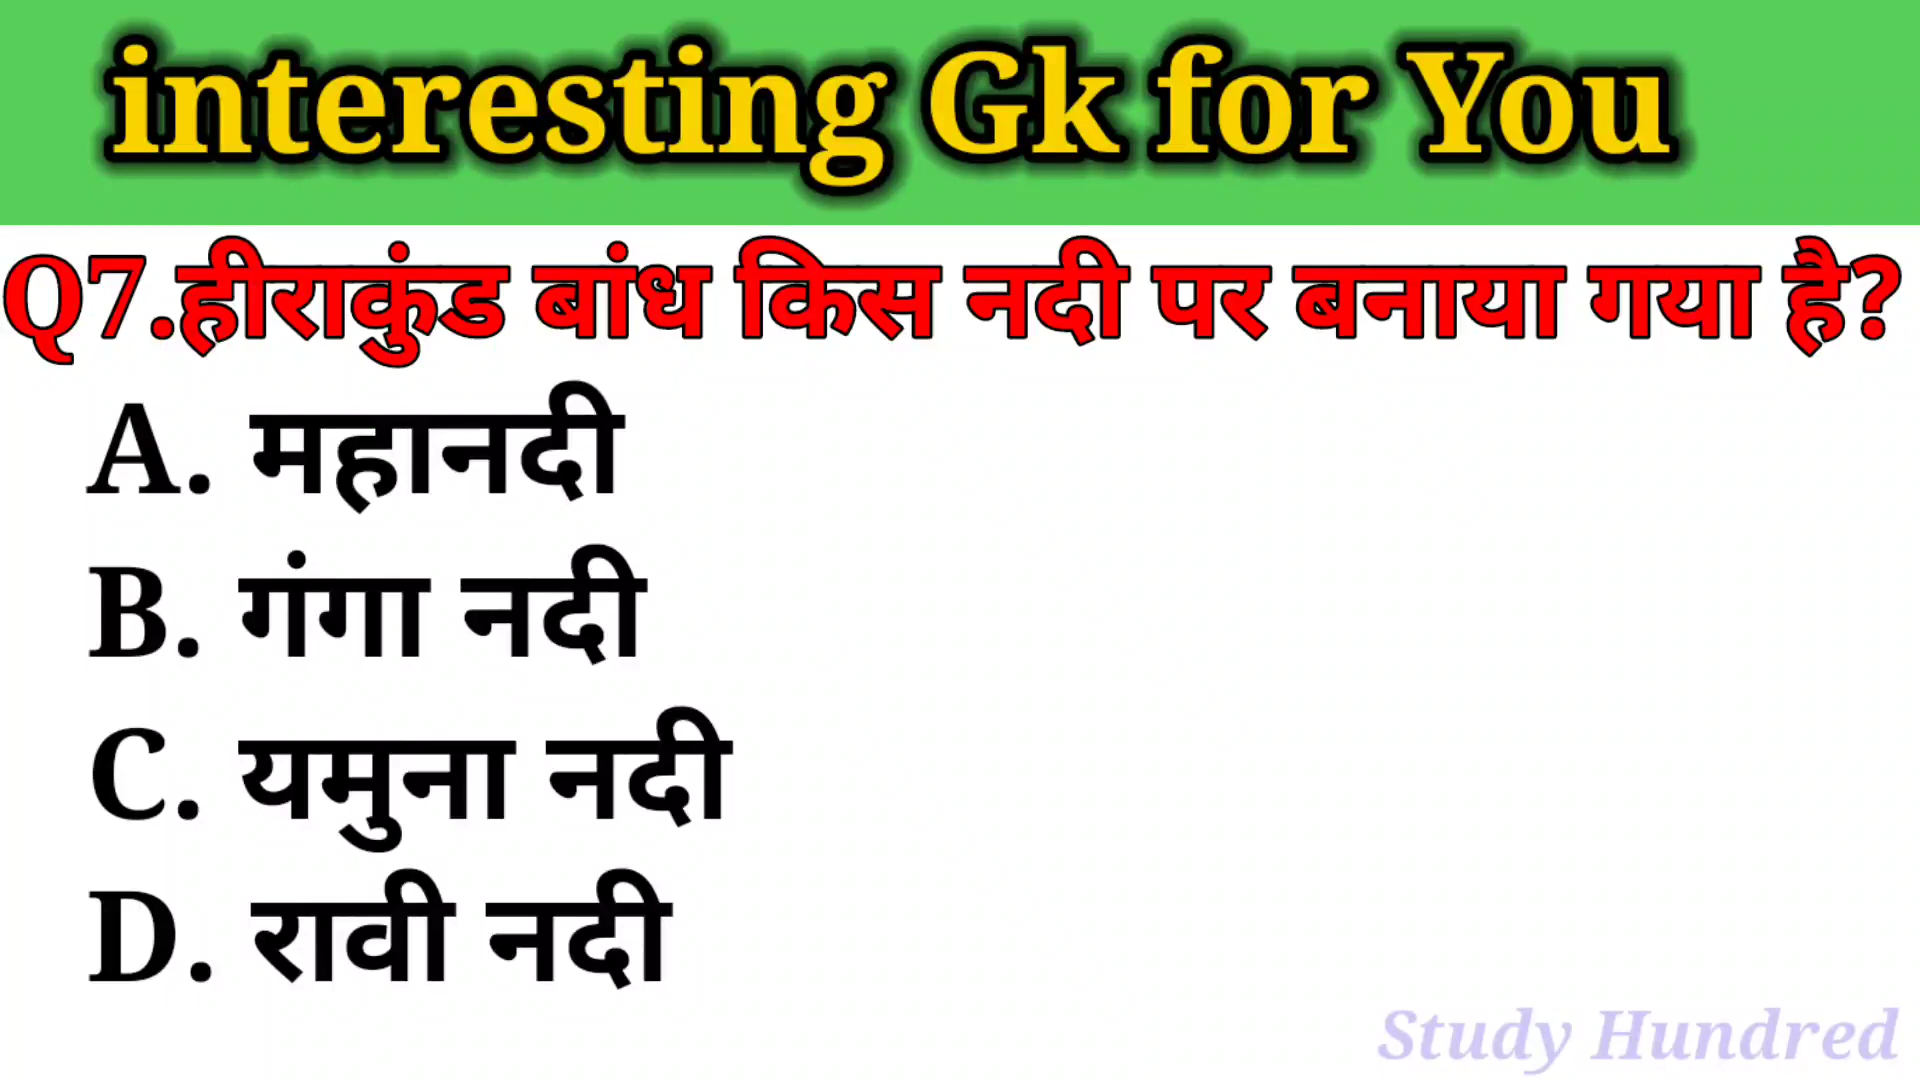 interesting Gk for You
Q7.हीराकुंड बांध किस नदी पर बनाया गया है?
A. महानदी
B. गंगा नदी
C. यमुना नदी
D. रावी नदी
Study Hundred